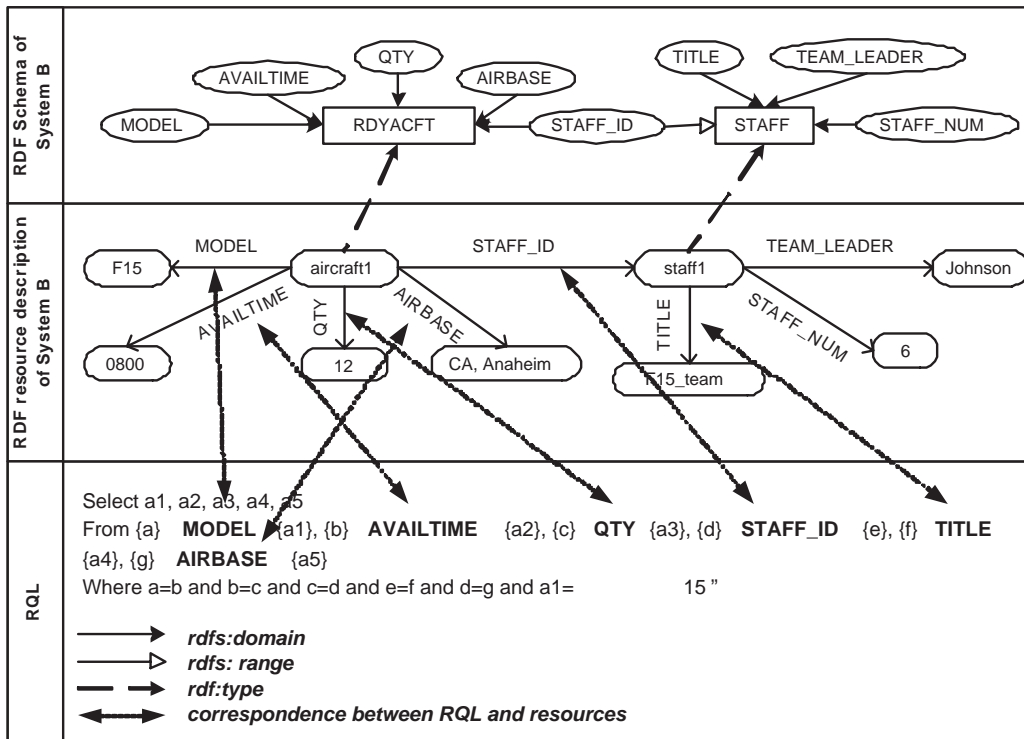 RDF Schema of
System B
QTY
TITLE
TEAM_LEADER
AVAILTIME
AIRBASE
MODEL
RDYACFT
STAFF_ID
STAFF
STAFF_NUM
RDF resource description
of System B
MODEL
STAFF_ID
TEAM_LEADER
F15
aircraft1
staff1
Johnson
AVAILTIME
QTY
AIRBASE
TITLE
STAFF_NUM
0800
12
CA, Anaheim
F15_team
6
RQL
Select a1, a2, a3, a4, a5
From {a} MODEL {a1}, {b} AVAILTIME {a2}, {c} QTY {a3}, {d} STAFF_ID {e}, {f} TITLE
{a4}, {g} AIRBASE {a5}
Where a=b and b=c and c=d and e=f and d=g and a1= 15 ”
rdfs:domain
rdfs: range
rdf:type
correspondence between RQL and resources